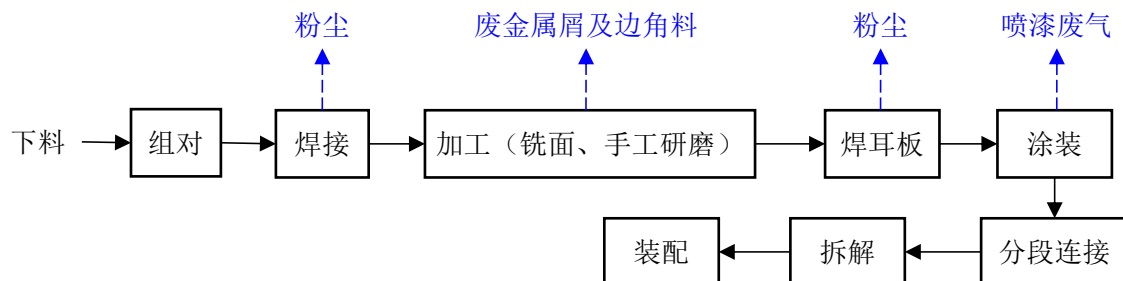 粉尘 废金属屑及边角料 粉尘 喷漆废气
下料 组对 焊接 加工（铣面、手工研磨） 焊耳板 涂装
装配 拆解 分段连接